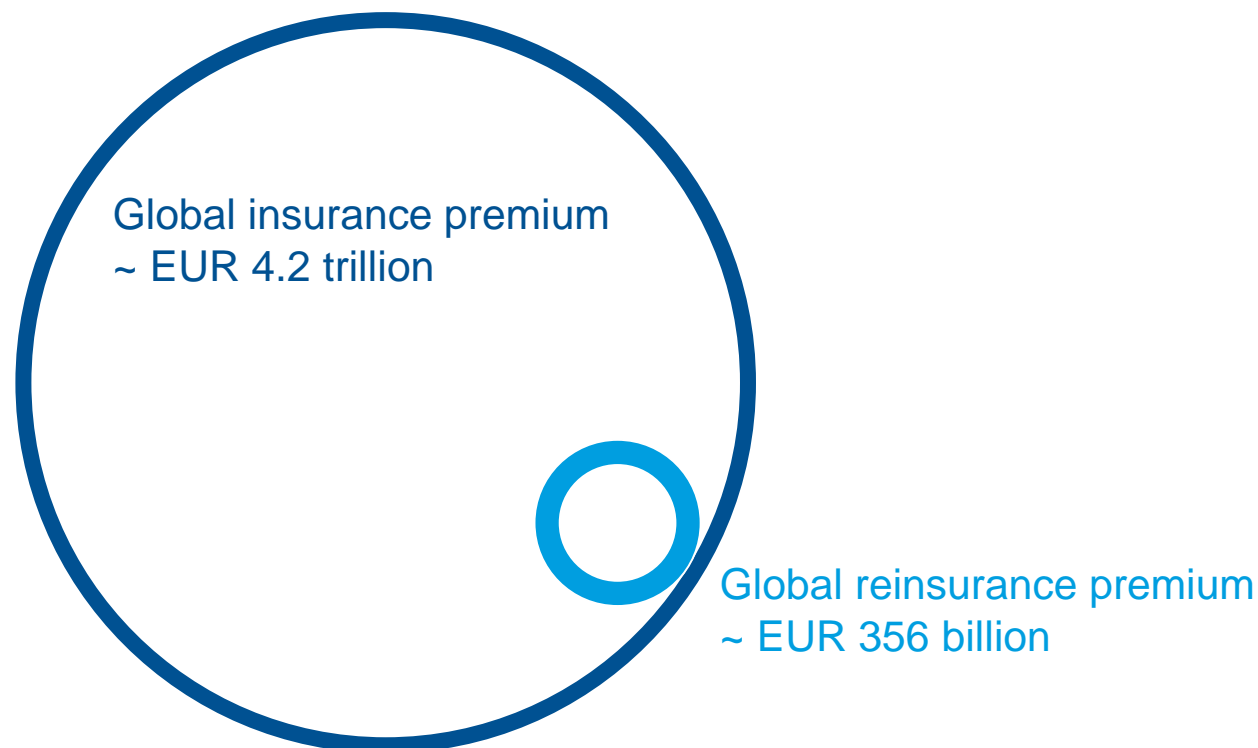 Global insurance premium
~ EUR 4.2 trillion
Global reinsurance premium
~ EUR 356 billion